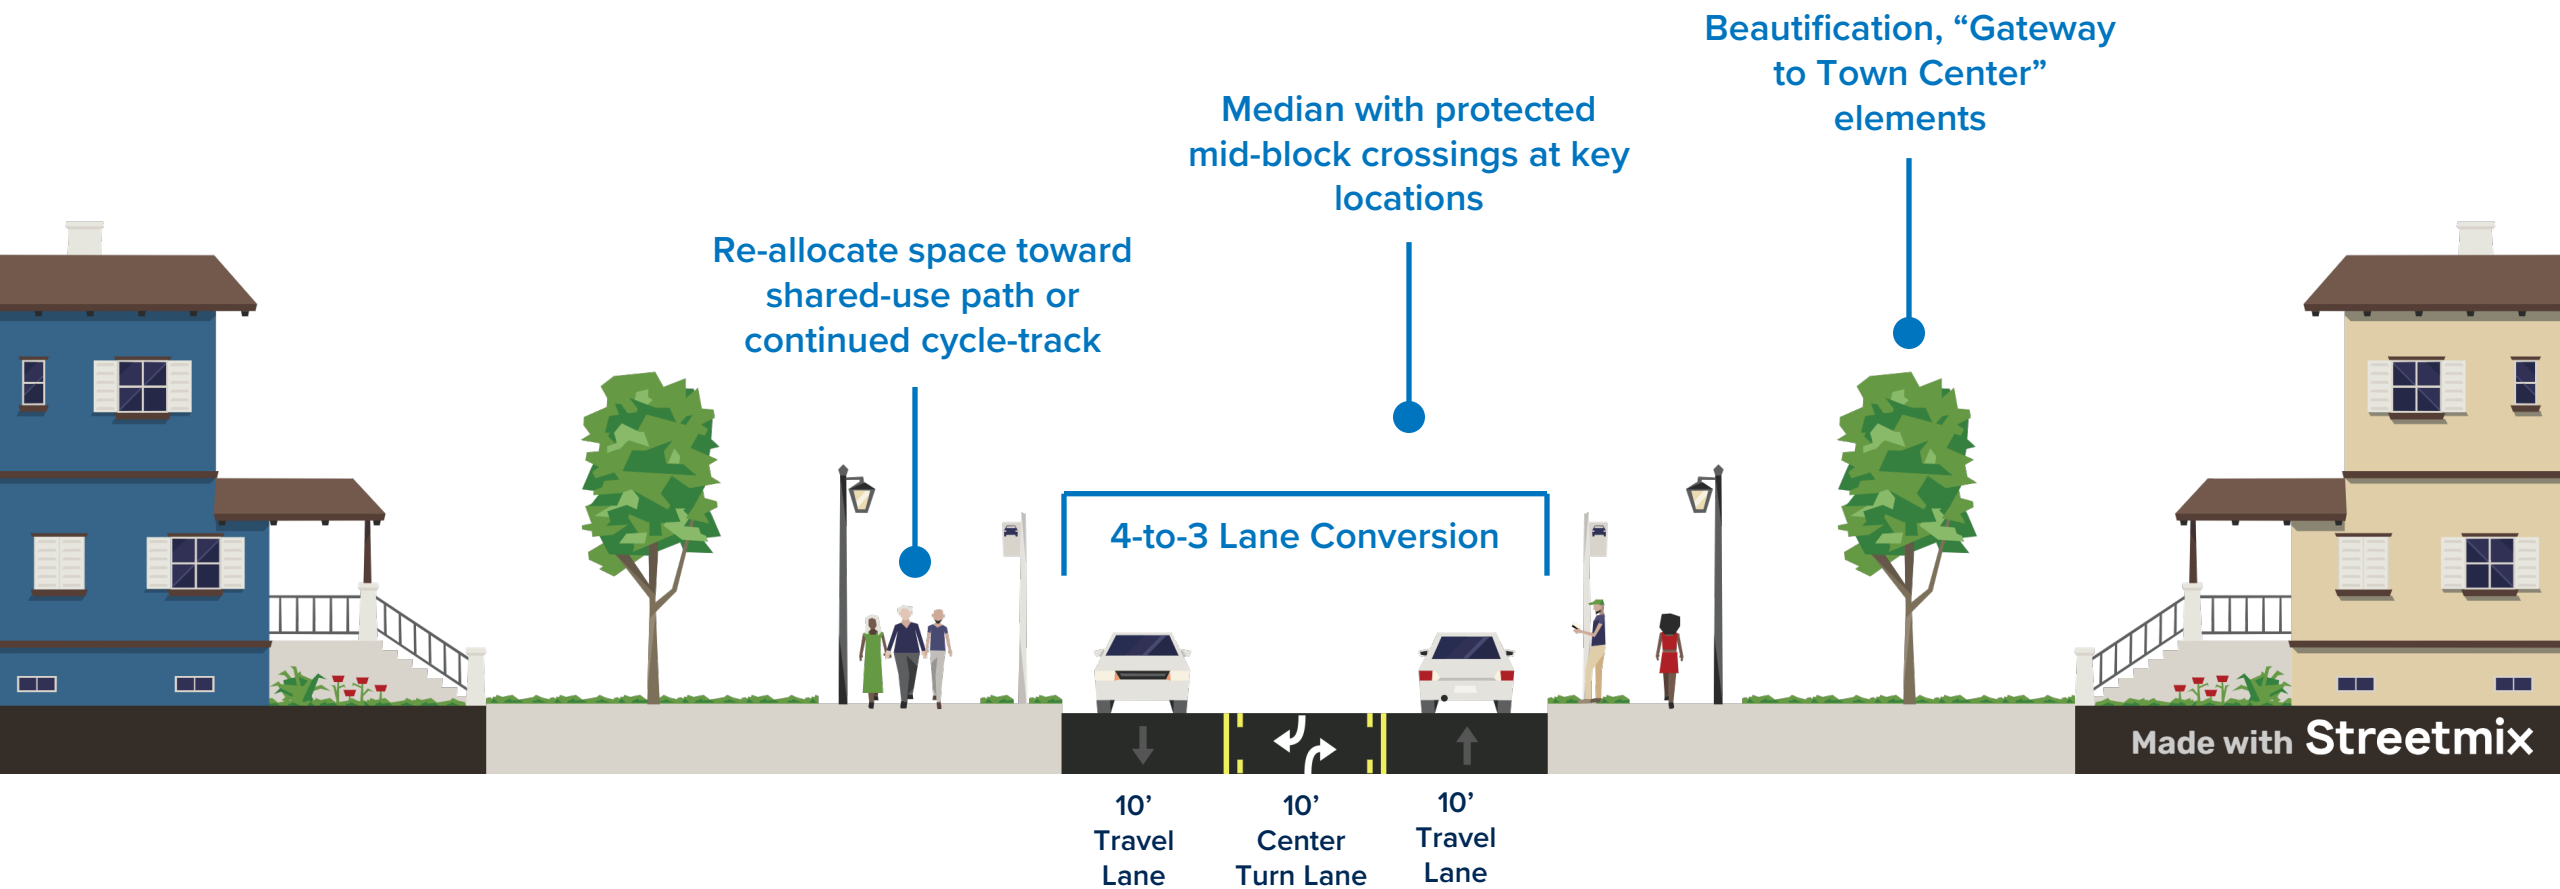 Beautification, “Gateway
to Town Center”
elements
Median with protected
mid-block crossings at key
locations
Re-allocate space toward
shared-use path or
continued cycle-track
4-to-3 Lane Conversion
Made with Streetmix
10’
Travel
Lane
10’
Center
Turn Lane
10’
Travel
Lane